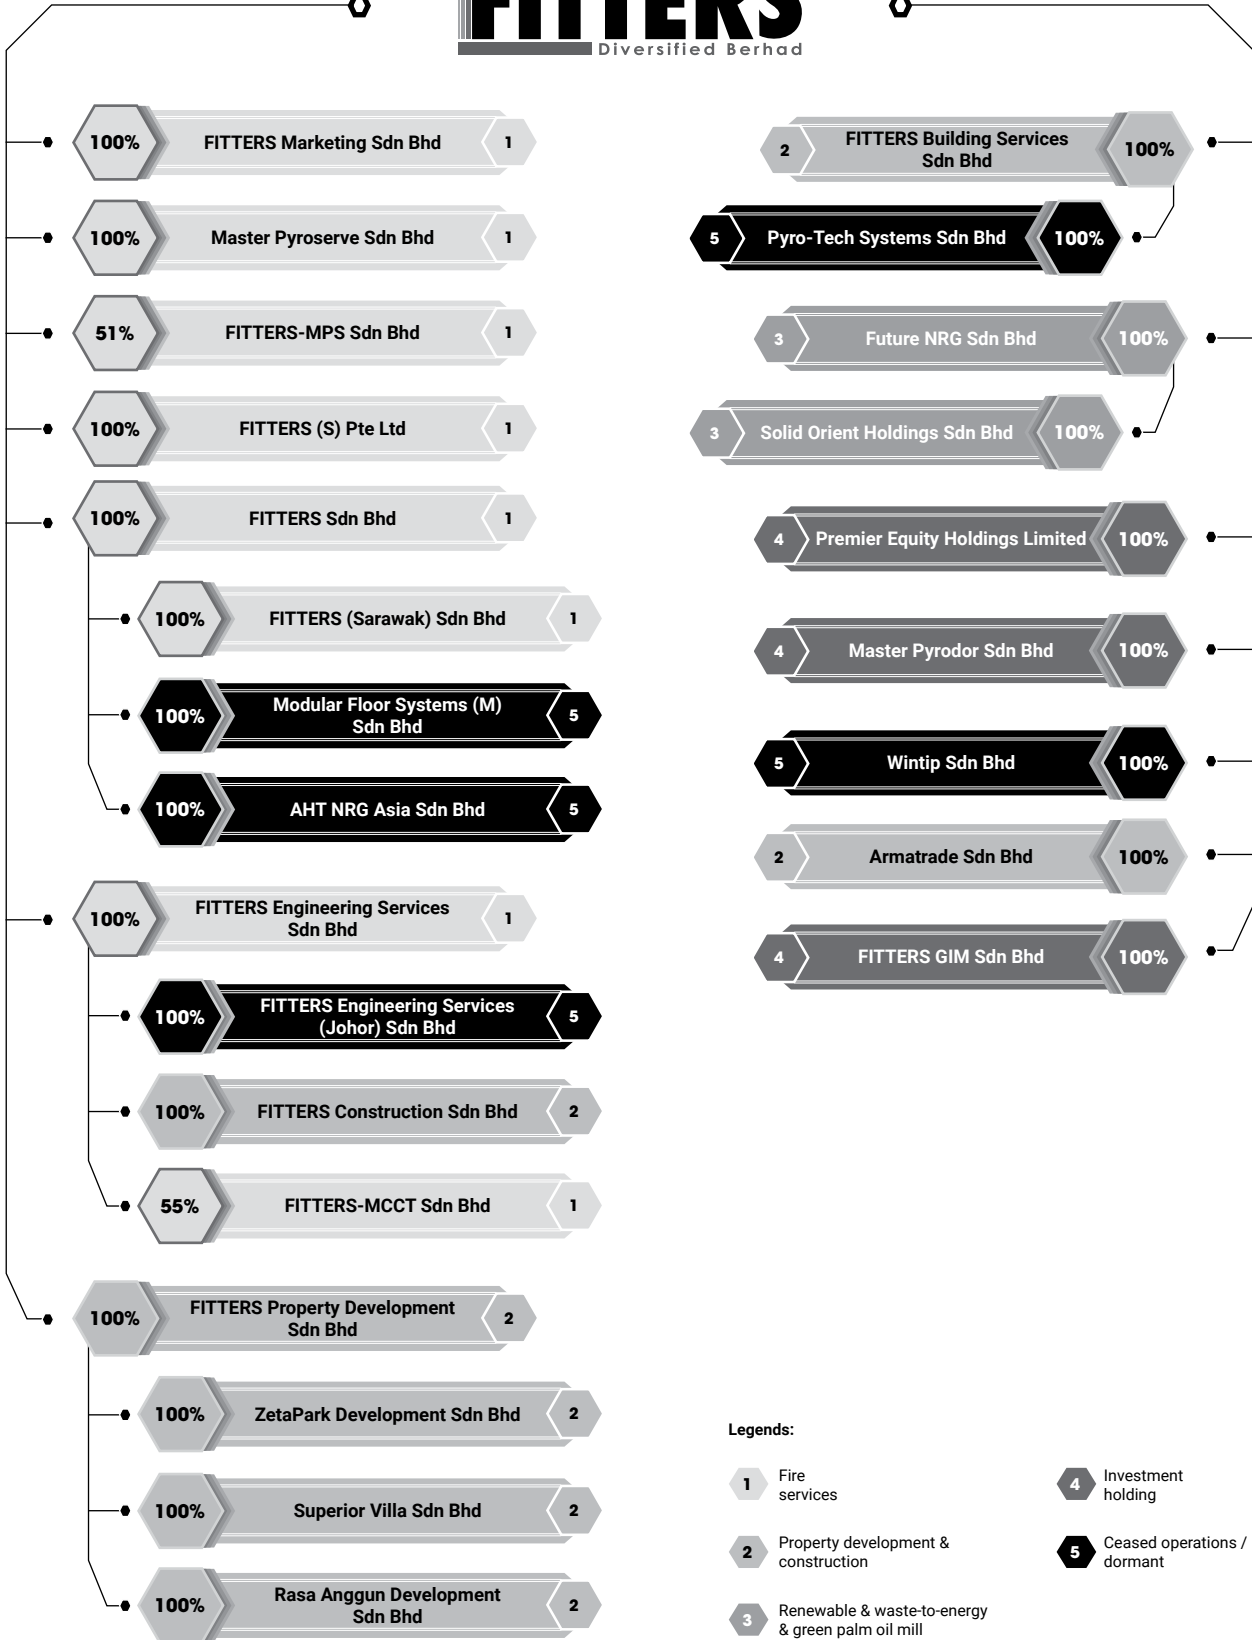 FITTERS
Diversified Berhad
100% FITTERS Marketing Sdn Bhd 1
100% Master Pyroserve Sdn Bhd 1
51% FITTERS-MPS Sdn Bhd 1
100% FITTERS (S) Pte Ltd 1
100% FITTERS Sdn Bhd 1
100% FITTERS (Sarawak) Sdn Bhd 1
100% Modular Floor Systems (M)
Sdn Bhd 5
100% AHT NRG Asia Sdn Bhd 5
100% FITTERS Engineering Services
Sdn Bhd 1
100% FITTERS Engineering Services
(Johor) Sdn Bhd 5
100% FITTERS Construction Sdn Bhd 2
55% FITTERS-MCCT Sdn Bhd 1
100% FITTERS Property Development
Sdn Bhd 2
100% ZetaPark Development Sdn Bhd 2
100% Superior Villa Sdn Bhd 2
100% Rasa Anggun Development
Sdn Bhd 2
2 FITTERS Building Services
Sdn Bhd 100%
5 Pyro-Tech Systems Sdn Bhd 100%
3 Future NRG Sdn Bhd 100%
3 Solid Orient Holdings Sdn Bhd 100%
4 Premier Equity Holdings Limited 100%
4 Master Pyrodor Sdn Bhd 100%
5 Wintip Sdn Bhd 100%
2 Armatrade Sdn Bhd 100%
4 FITTERS GIM Sdn Bhd 100%
Legends:
1 Fire
services
2 Property development &
construction
3 Renewable & waste-to-energy
& green palm oil mill
4 Investment
holding
5 Ceased operations /
dormant